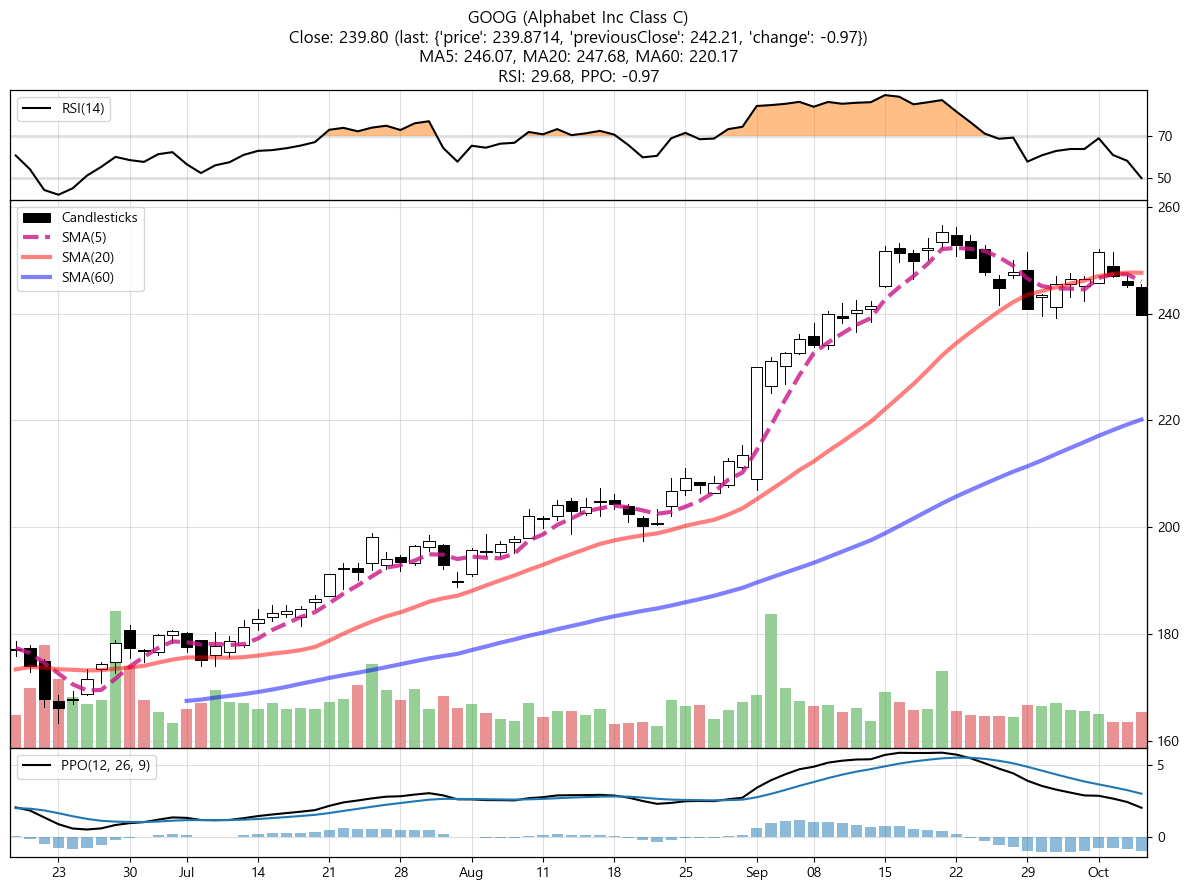 GOOG (Alphabet Inc Class C)
Close: 239.80 (last: {'price': 239.8714, 'previousClose': 242.21, 'change': -0.97})
MA5: 246.07, MA20: 247.68, MA60: 220.17
RSI: 29.68, PPO: -0.97
RSI(14)
70
50
Candlesticks
SMA(5)
SMA(20)
SMA(60)
260
240
220
200
180
160
PPO(12, 26, 9)
5
0
23 30 Jul 14 21 28 Aug 11 18 25 Sep 08 15 22 29 Oct